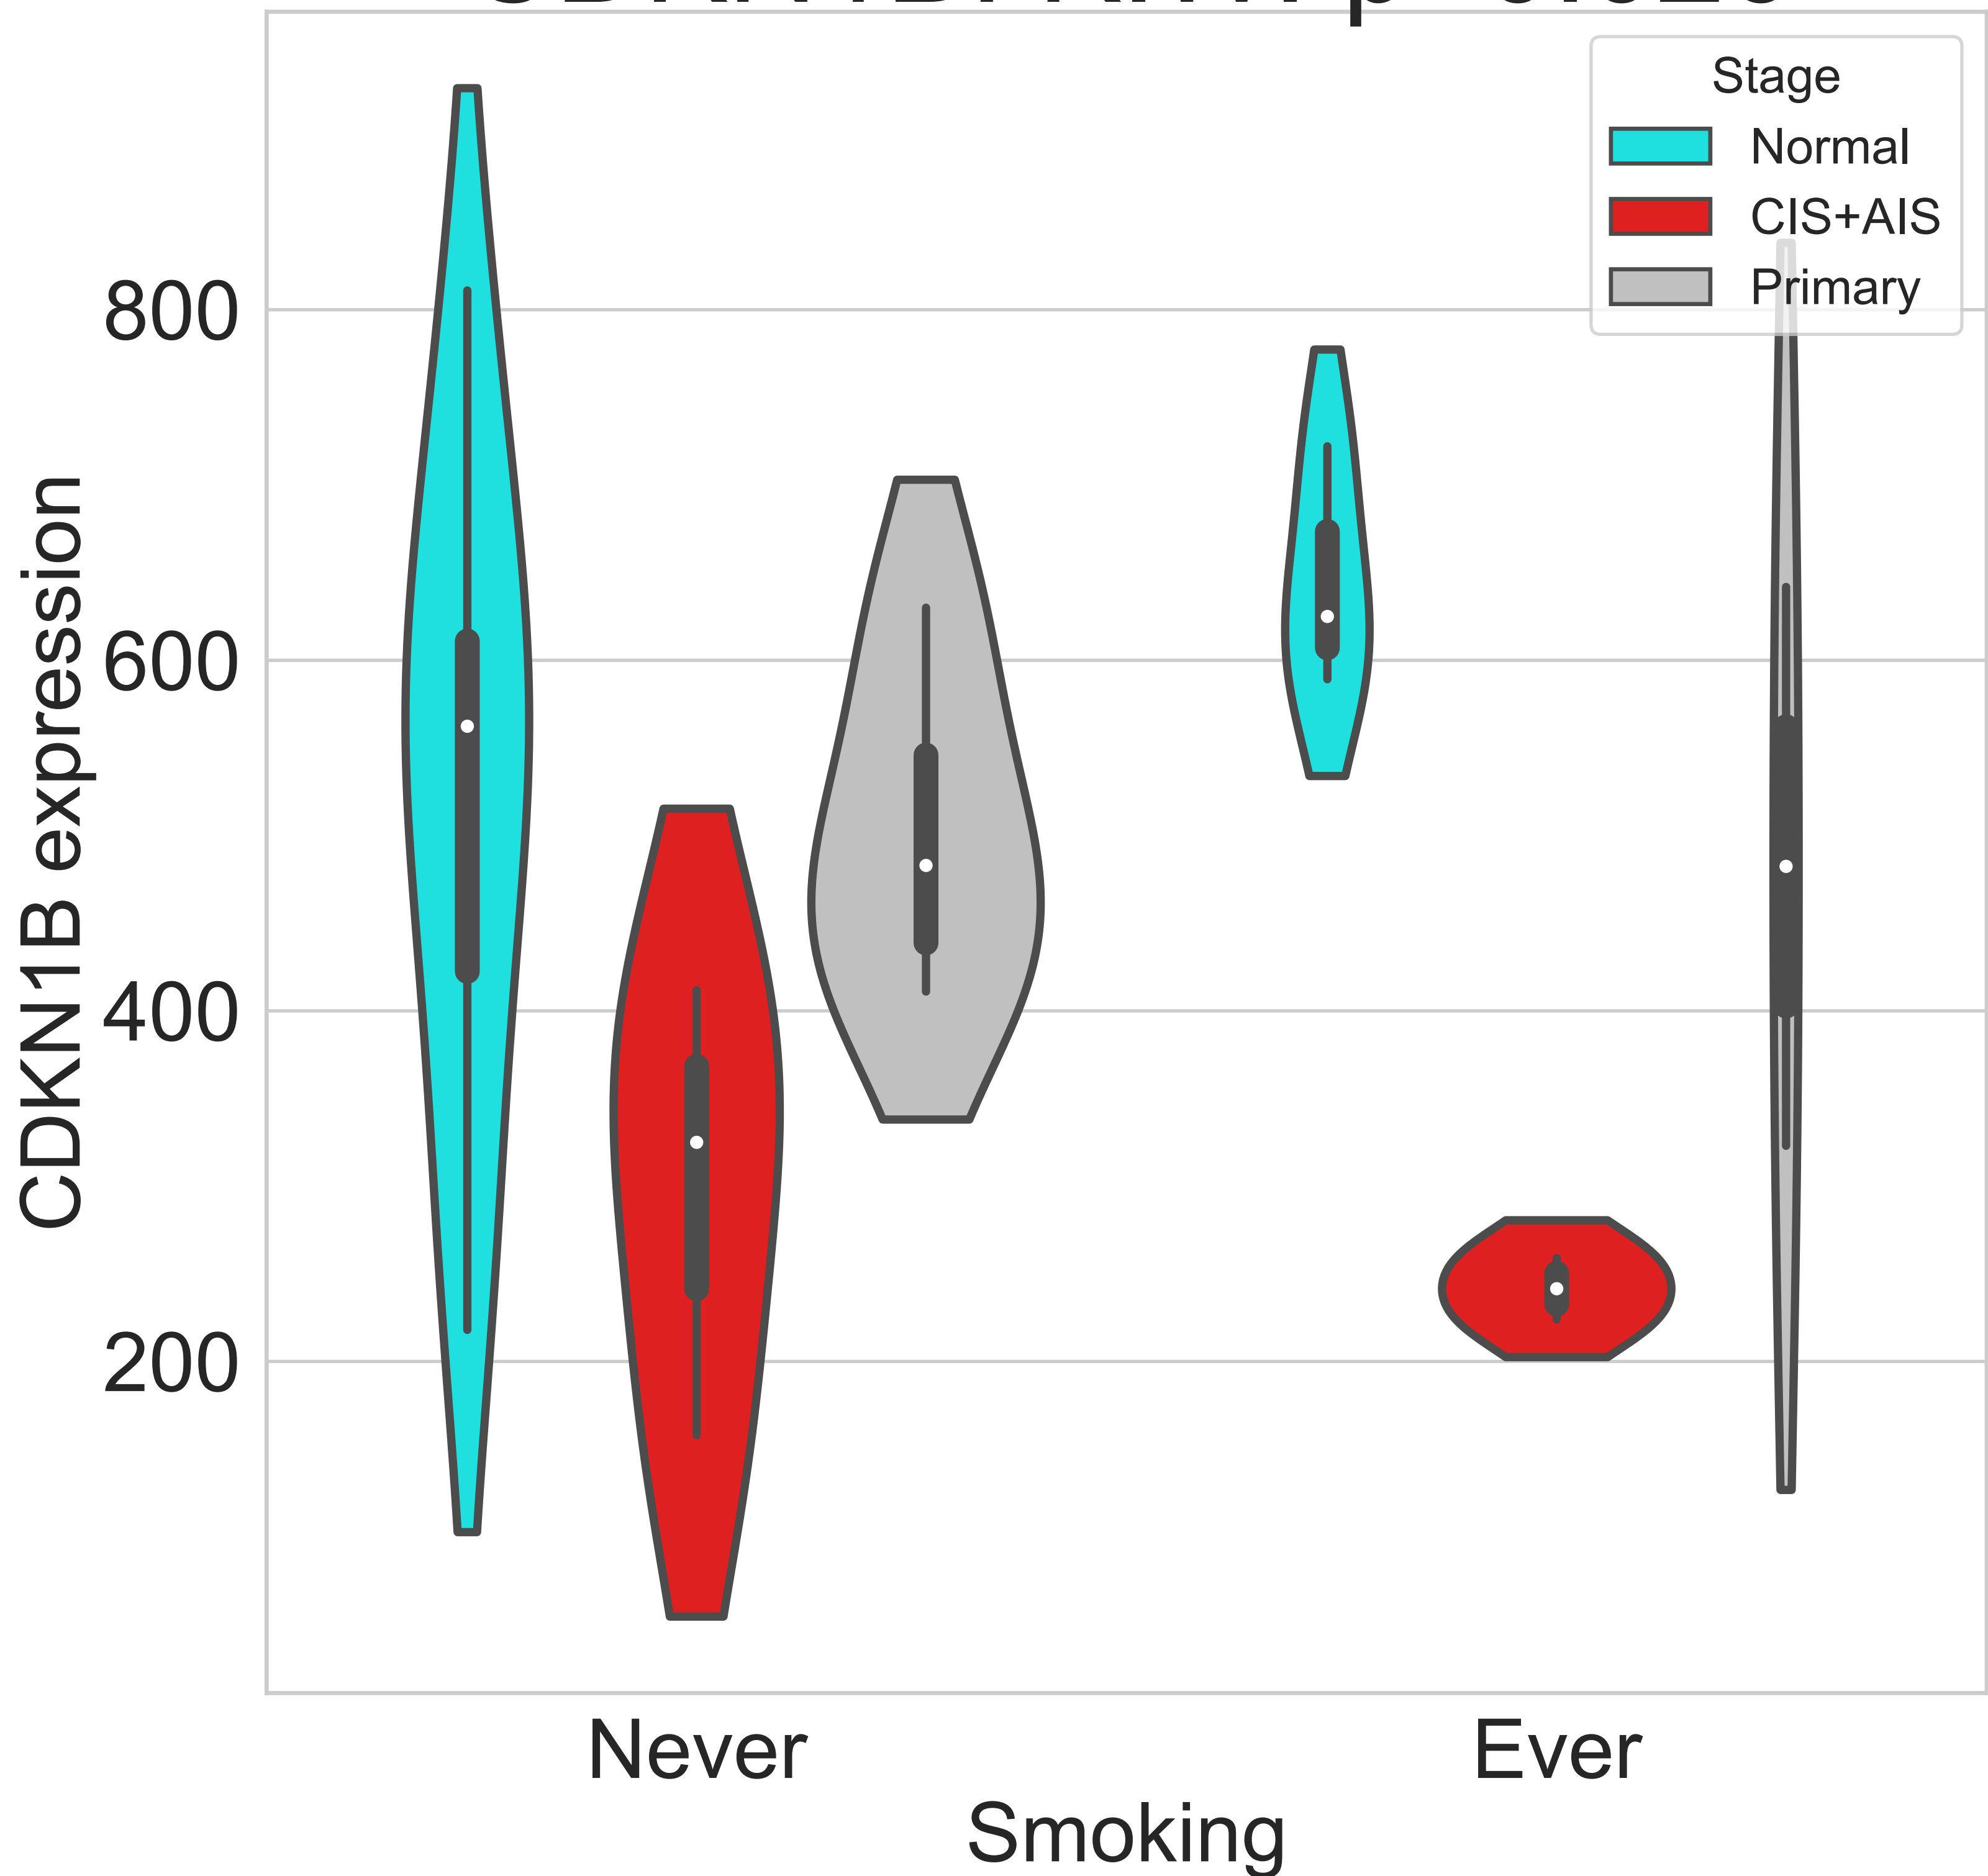 Stage
Normal
CIS+AIS
Primary
800
600
400
200
CDKN1B expression
Never
Ever
Smoking